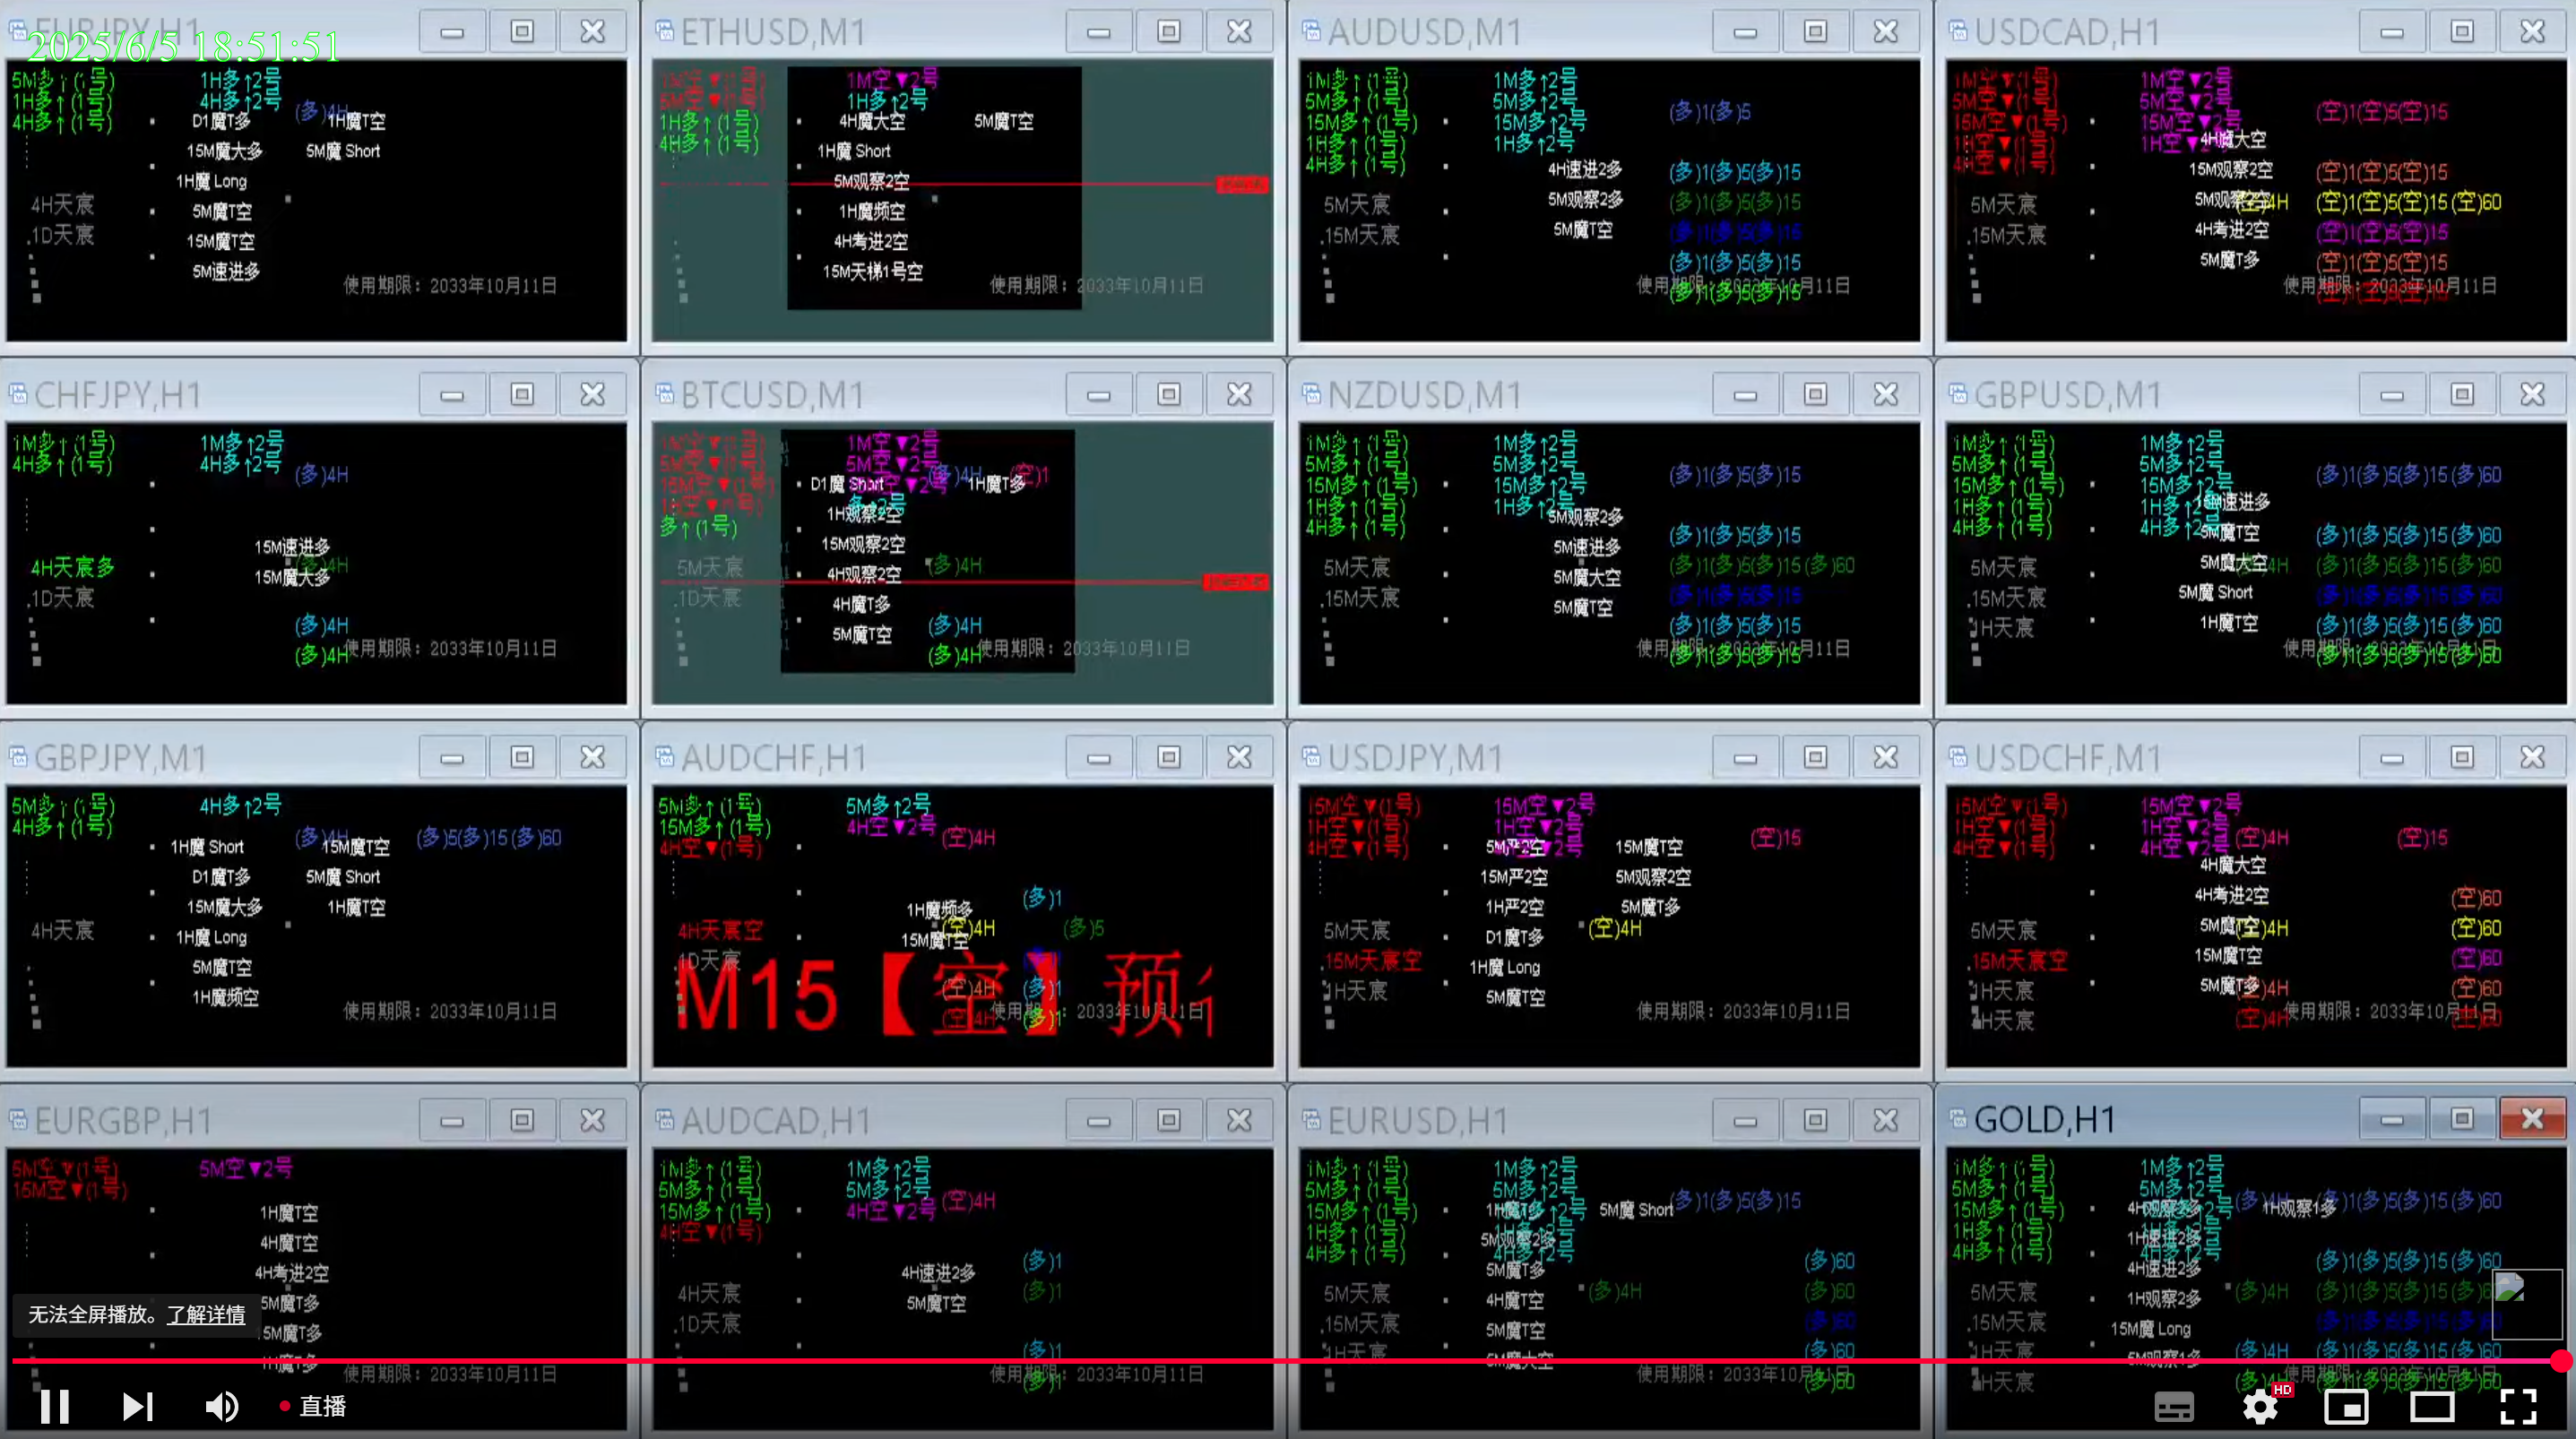 EURJPY,H1
2025/6/5 18:51:51
5M多↑(1号) 1H多↑2号
1H多↑(1号) 4H多↑2号
4H多↑(1号)
(多)4H
D1魔T多 1H魔T空
15M魔大多 5M魔 Short
1H魔 Long
4H天宸
5M魔T空
.1D天宸
15M魔T空
5M速进多
使用期限：2033年10月11日
ETHUSD,M1
1M空▼(1号) 1M空▼2号
5M空▼(1号) 1H多↑2号
1H多↑(1号)
4H多↑(1号)
4H魔大空 5M魔T空
1H魔 Short
5M观察2空
1H魔频空
4H考进2空
15M天梯1号空
使用期限：2033年10月11日
AUDUSD,M1
1M多↑(1号) 1M多↑2号
5M多↑(1号) 5M多↑2号
15M多↑(1号) 15M多↑2号
1H多↑(1号) 1H多↑2号
4H多↑(1号)
(多)1(多)5
4H速进2多 (多)1(多)5(多)15
5M天宸 5M观察2多 (多)1(多)5(多)15
.15M天宸 5M魔T空 (多)1(多)5(多)15
(多)1(多)5(多)15
使用期限：2033年10月11日
(多)1(多)5(多)15
USDCAD,H1
1M空▼(1号) 1M空▼2号
5M空▼(1号) 5M空▼2号
15M空▼(1号) 15M空▼2号
1H空▼(1号) 1H空▼2号
4H空▼(1号)
(空)1(空)5(空)15
4H魔大空
15M观察2空 (空)1(空)5(空)15
5M天宸 5M观察2空 (空)4H (空)1(空)5(空)15(空)60
.15M天宸 4H考进2空 (空)1(空)5(空)15
5M魔T多 (空)1(空)5(空)15
使用期限：2033年10月11日
(空)1(空)5(空)15
CHFJPY,H1
1M多↑(1号) 1M多↑2号
4H多↑(1号) 4H多↑2号
(多)4H
15M速进多
4H天宸多 (多)4H
15M魔大多
.1D天宸
(多)4H
(多)4H
使用期限：2033年10月11日
BTCUSD,M1
1M空▼(1号) 1M空▼2号
5M空▼(1号) 5M空▼2号
15M空▼(1号)
多↑(1号)
(多)4H (空)1
D1魔 Short 1H魔T多
1H观察2空
15M观察2空
5M天宸 4H观察2空 (多)4H
.1D天宸 4H魔T多
5M魔T空 (多)4H
(多)4H
使用期限：2033年10月11日
NZDUSD,M1
1M多↑(1号) 1M多↑2号
5M多↑(1号) 5M多↑2号
15M多↑(1号) 15M多↑2号
1H多↑(1号) 1H多↑2号
4H多↑(1号)
(多)1(多)5(多)15
5M观察2多
5M速进多 (多)1(多)5(多)15
5M天宸 5M魔大空 (多)1(多)5(多)15(多)60
.15M天宸 5M魔T空 (多)1(多)5(多)15
(多)1(多)5(多)15
使用期限：2033年10月11日
(多)1(多)5(多)15
GBPUSD,M1
1M多↑(1号) 1M多↑2号
5M多↑(1号) 5M多↑2号
15M多↑(1号) 15M多↑2号
1H多↑(1号) 1H多↑2号
4H多↑(1号) 4H多↑2号
(多)1(多)5(多)15(多)60
速进多
5M魔T空 (多)1(多)5(多)15(多)60
5M天宸 5M魔大空 (多)4H (多)1(多)5(多)15(多)60
.15M天宸 5M魔 Short (多)1(多)5(多)15(多)60
1H天宸 1H魔T空 (多)1(多)5(多)15(多)60
使用期限：2033年10月11日
(多)1(多)5(多)15(多)60
GBPJPY,M1
5M多↑(1号) 4H多↑2号
4H多↑(1号)
(多)4H (多)5(多)15(多)60
1H魔 Short 15M魔T空
D1魔T多 5M魔 Short
15M魔大多 1H魔T空
4H天宸 1H魔 Long
5M魔T空
1H魔频空
使用期限：2033年10月11日
AUDCHF,H1
5M多↑(1号) 5M多↑2号
15M多↑(1号) 4H空▼2号
4H空▼(1号)
(空)4H
(多)1
1H魔频多
4H天宸空 (空)4H (多)5
15M魔T空
.1D天宸
M15【空】预
(空)4H (多)1
(空)4H (多)1
使用期限：2033年10月11日
USDJPY,M1
15M空▼(1号) 15M空▼2号
1H空▼(1号) 1H空▼2号
4H空▼(1号) 4H空▼2号
(空)15
5M严2空 15M魔T空
15M严2空 5M观察2空
1H严2空 5M魔T多
5M天宸 D1魔T多 (空)4H
.15M天宸空 1H魔 Long
1H天宸 5M魔T空
使用期限：2033年10月11日
USDCHF,M1
15M空▼(1号) 15M空▼2号
1H空▼(1号) 1H空▼2号
4H空▼(1号) 4H空▼2号
(空)4H (空)15
4H魔大空
4H考进2空 (空)60
5M天宸 5M魔T空 (空)4H (空)60
.15M天宸空 15M魔T空 (空)60
1H天宸 5M魔T多 (空)4H (空)60
4H天宸 (空)4H (空)60
使用期限：2033年10月11日
EURGBP,H1
5M空▼(1号) 5M空▼2号
15M空▼(1号)
1H魔T空
4H魔T空
4H考进2空
5M魔T多
15M魔T多
1H魔T多
使用期限：2033年10月11日
AUDCAD,H1
1M多↑(1号) 1M多↑2号
5M多↑(1号) 5M多↑2号
15M多↑(1号) 4H空▼2号
4H空▼(1号)
(空)4H
4H速进2多 (多)1
4H天宸 5M魔T空 (多)1
.1D天宸
(多)1
(多)1
使用期限：2033年10月11日
EURUSD,H1
1M多↑(1号) 1M多↑2号
5M多↑(1号) 5M多↑2号
15M多↑(1号)
1H多↑(1号)
4H多↑(1号) 4H多↑2号
(多)1(多)5(多)15
1H魔T多 5M魔 Short
5M观察2多
5M魔T多 (多)60
5M天宸 4H魔T空 (多)4H (多)60
.15M天宸 5M魔T空 (多)60
1H天宸 5M魔大空 (多)60
(多)60
使用期限：2033年10月11日
GOLD,H1
1M多↑(1号) 1M多↑2号
5M多↑(1号) 5M多↑2号
15M多↑(1号)
1H多↑(1号)
4H多↑(1号) 4H多↑2号
(多)4H (多)1(多)5(多)15(多)60
4H观察2多 1H观察1多
1H速进2多
4H速进2多 (多)1(多)5(多)15(多)60
5M天宸 1H观察2多 (多)4H (多)1(多)5(多)15(多)6
.15M天宸 15M魔 Long
1H天宸 5M观察1多 (多)4H (多)1(多)5(多)15(多)60
4H天宸 (多)4H (多)1(多)5(多)15(多)60
使用期限：2033年10月11日
无法全屏播放。了解详情
直播
HD